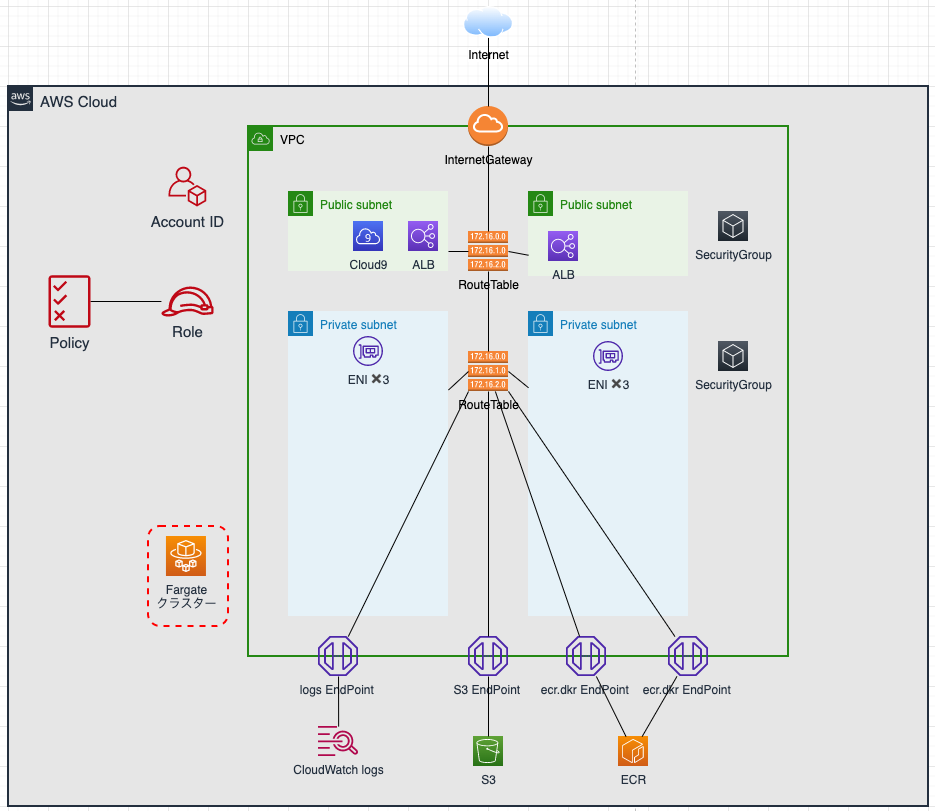 Internet
aws
AWS Cloud
VPC
InternetGateway
Account ID
Public subnet
Public subnet
9
Cloud9
ALB
172.16.0.0
172.16.1.0
172.16.2.0
RouteTable
ALB
SecurityGroup
Policy
Role
Private subnet
Private subnet
ENI ✖3
172.16.0.0
172.16.1.0
172.16.2.0
RouteTable
ENI ✖3
SecurityGroup
Fargate
クラスター
logs EndPoint
S3 EndPoint
ecr.dkr EndPoint
ecr.dkr EndPoint
CloudWatch logs
S3
ECR